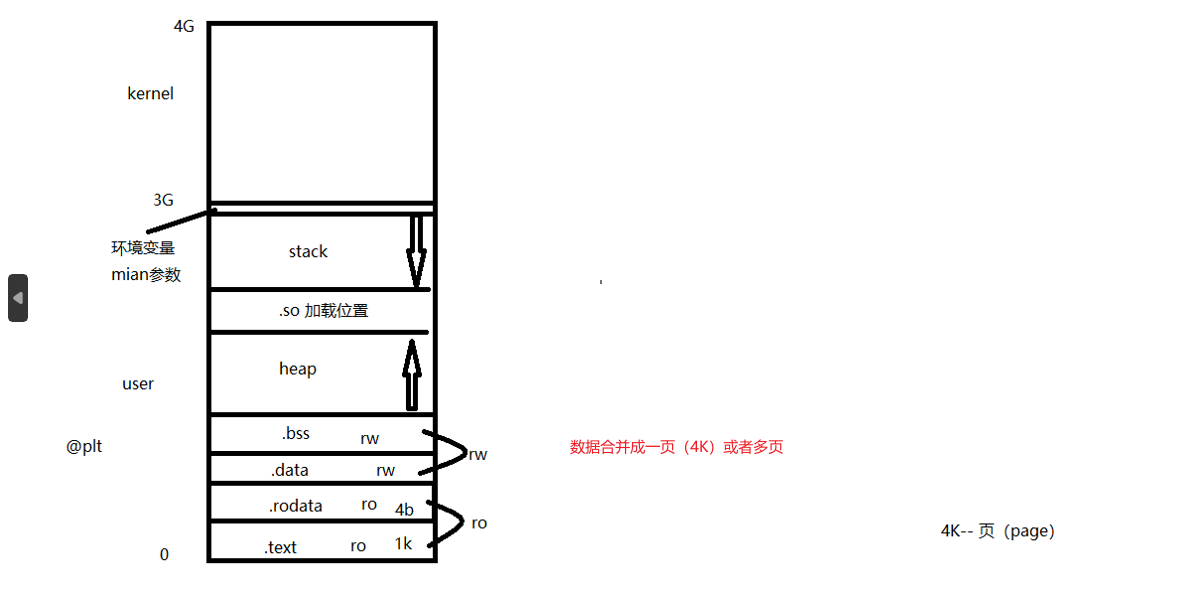 4G
kernel
3G
环境变量
mian参数
stack
.so 加载位置
heap
user
.bss rw
@plt
rw
数据合并成一页（4K）或者多页
.data rw
.rodata ro 4b
ro
4K-- 页（page）
.text ro 1k
0